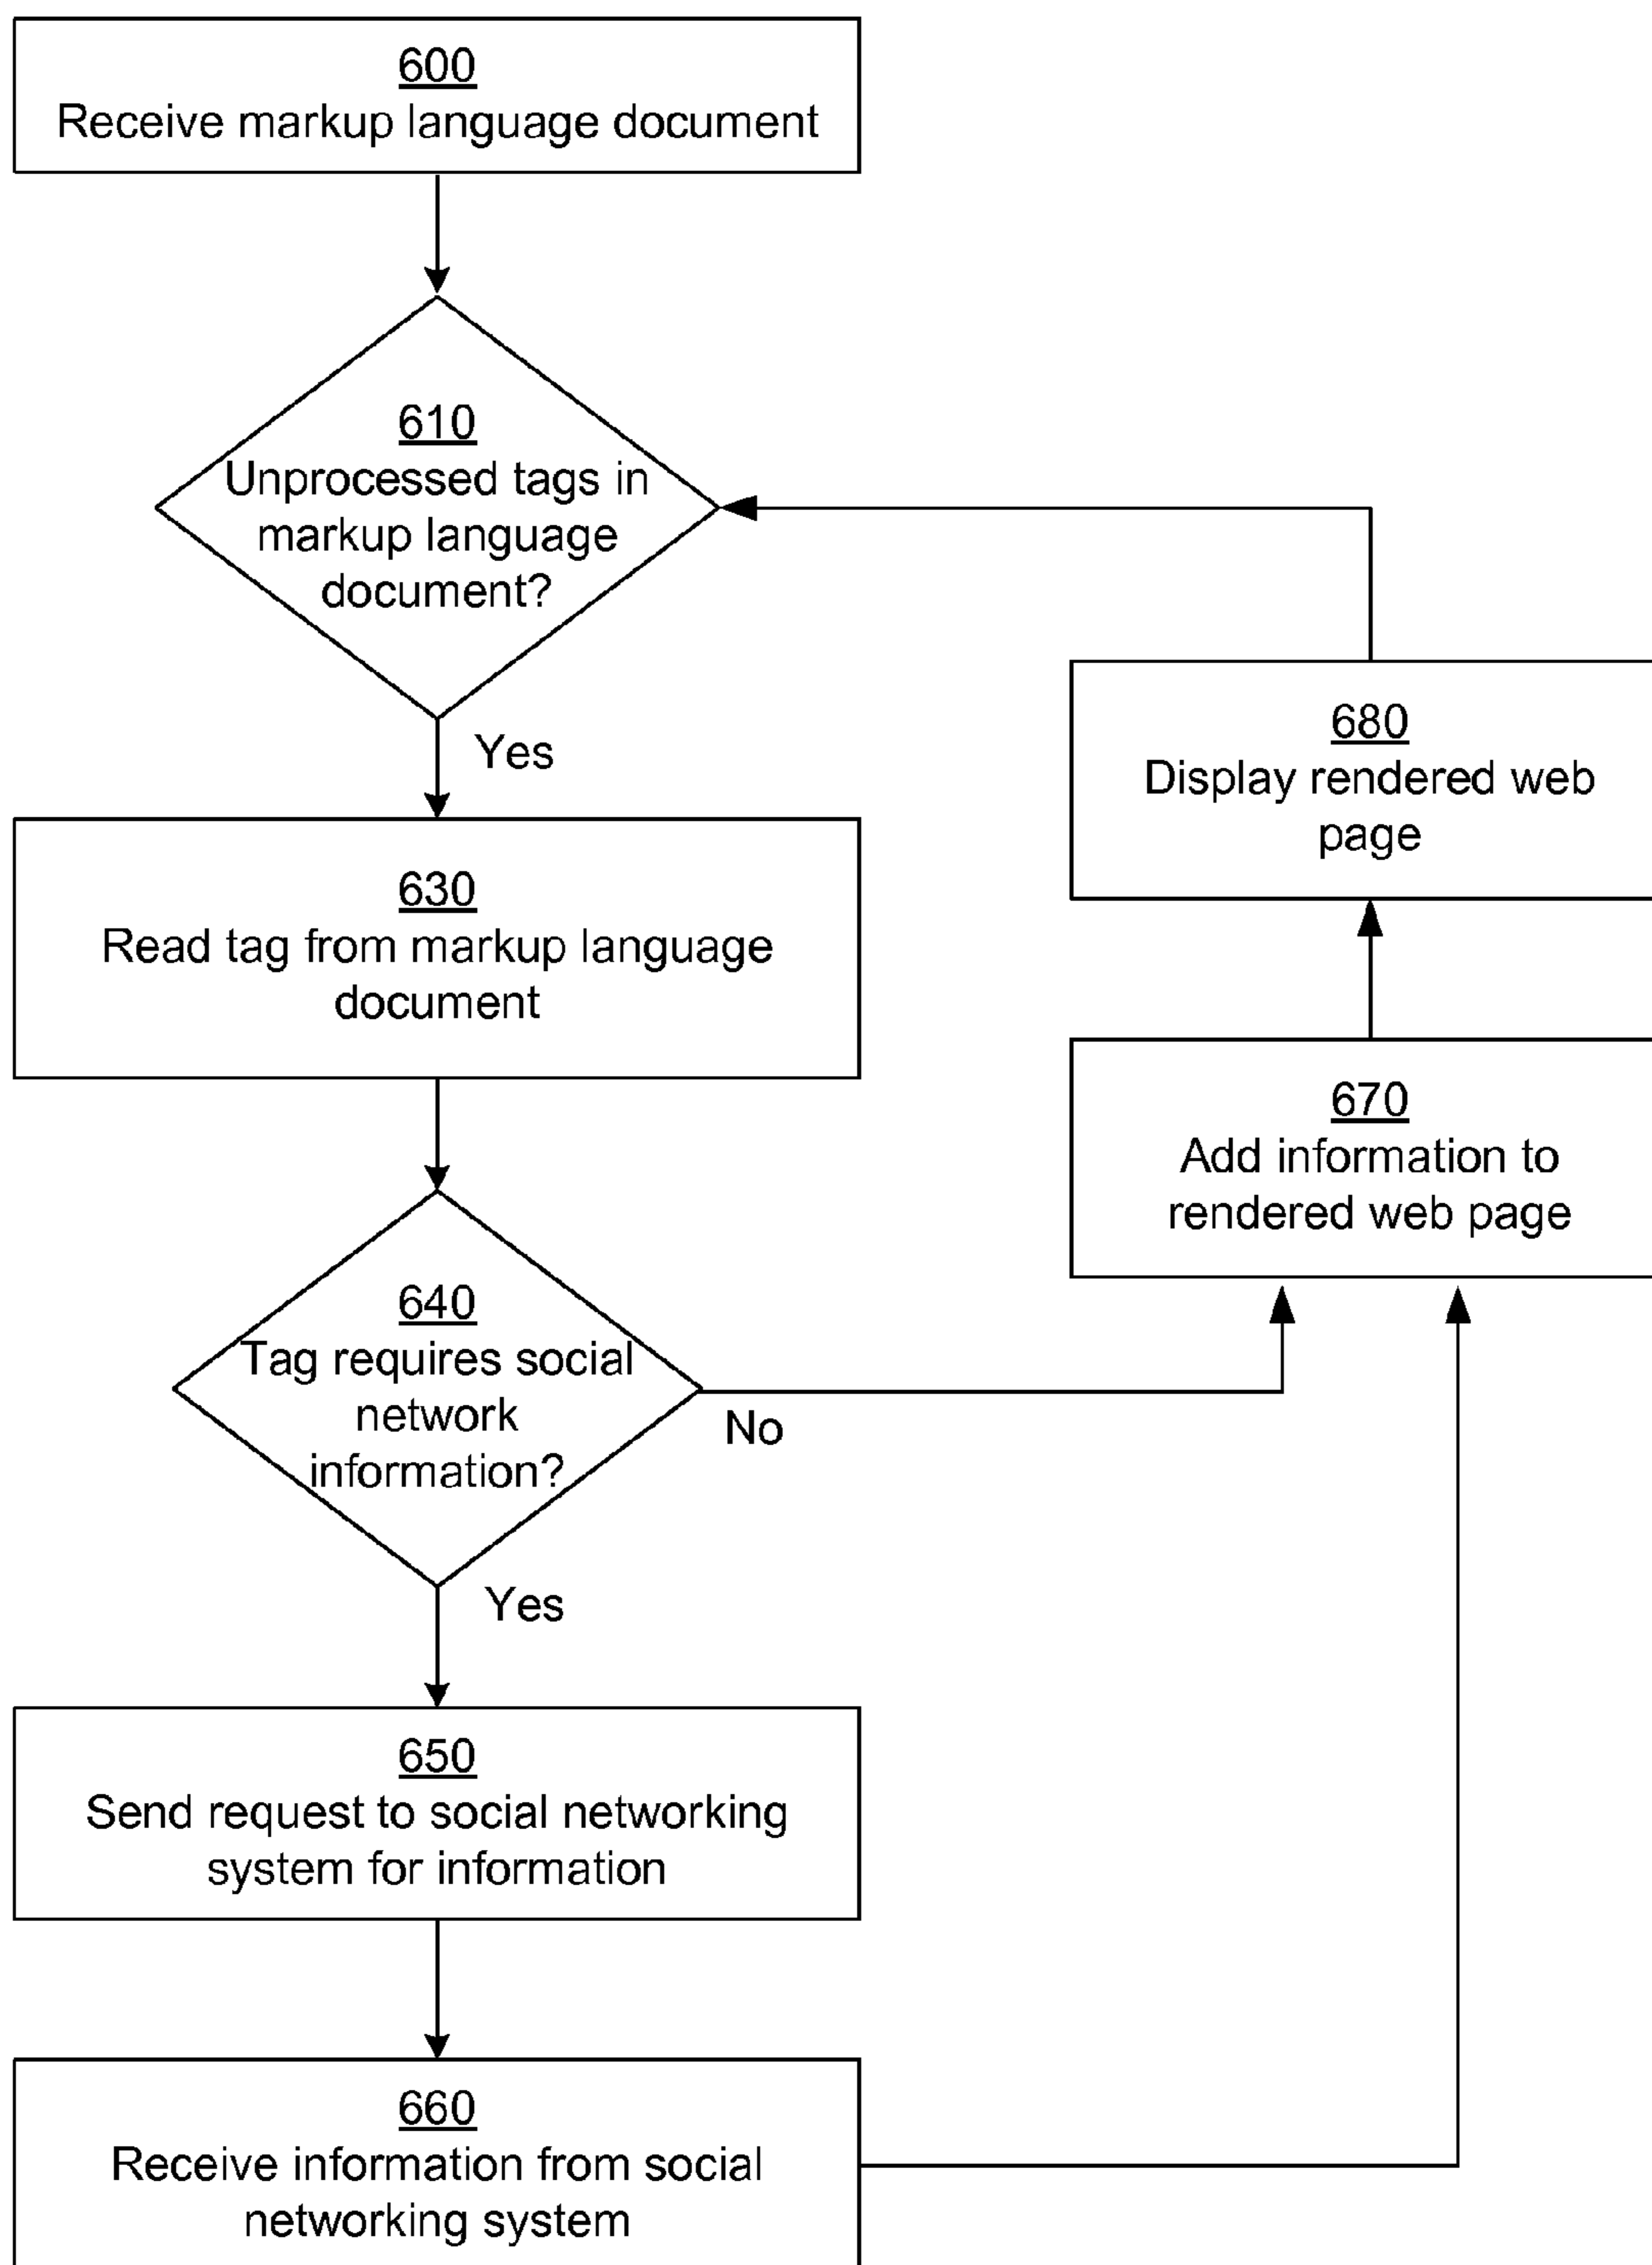 600
Receive markup language document
610
Unprocessed tags in
markup language
document?
Yes
630
Read tag from markup language
document
640
Tag requires social
network
information?
No
Yes
650
Send request to social networking
system for information
660
Receive information from social
networking system
670
Add information to
rendered web page
680
Display rendered web
page